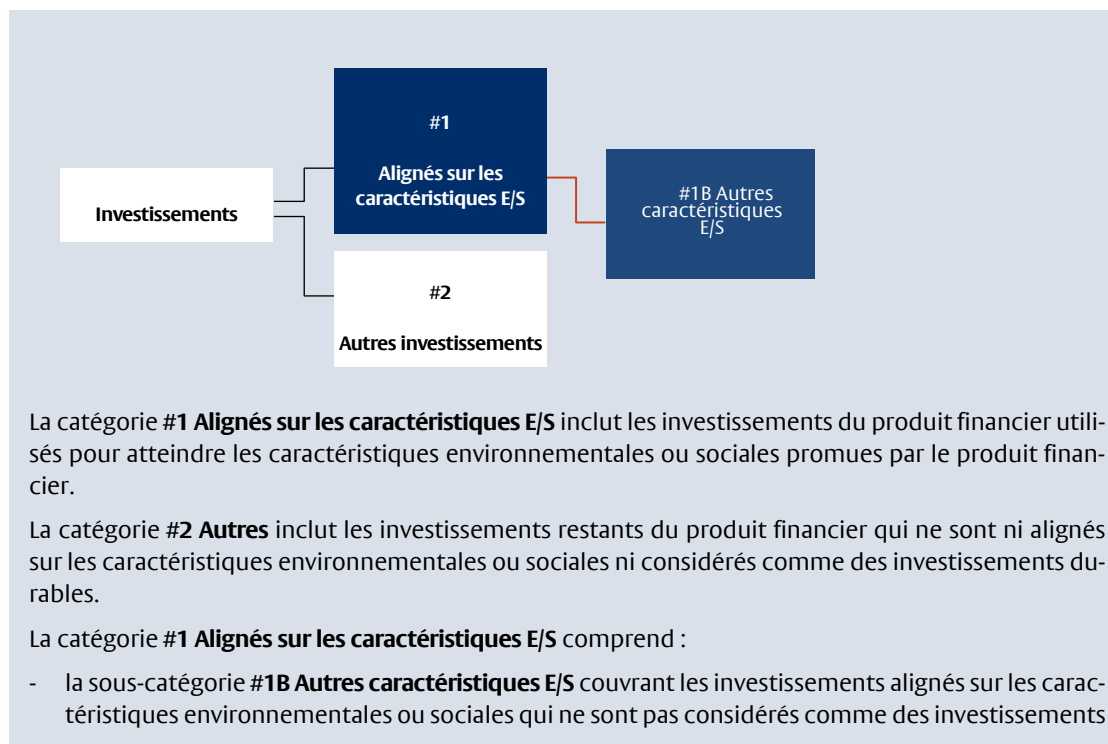 #1
Alignés sur les
caractéristiques E/S
Investissements
#1B Autres
caractéristiques
E/S
#2
Autres investissements
La catégorie #1 Alignés sur les caractéristiques E/S inclut les investissements du produit financier utili-
sés pour atteindre les caractéristiques environnementales ou sociales promues par le produit finan-
cier.
La catégorie #2 Autres inclut les investissements restants du produit financier qui ne sont ni alignés
sur les caractéristiques environnementales ou sociales ni considérés comme des investissements du-
rables.
La catégorie #1 Alignés sur les caractéristiques E/S comprend :
- la sous-catégorie #1B Autres caractéristiques E/S couvrant les investissements alignés sur les carac-
téristiques environnementales ou sociales qui ne sont pas considérés comme des investissements